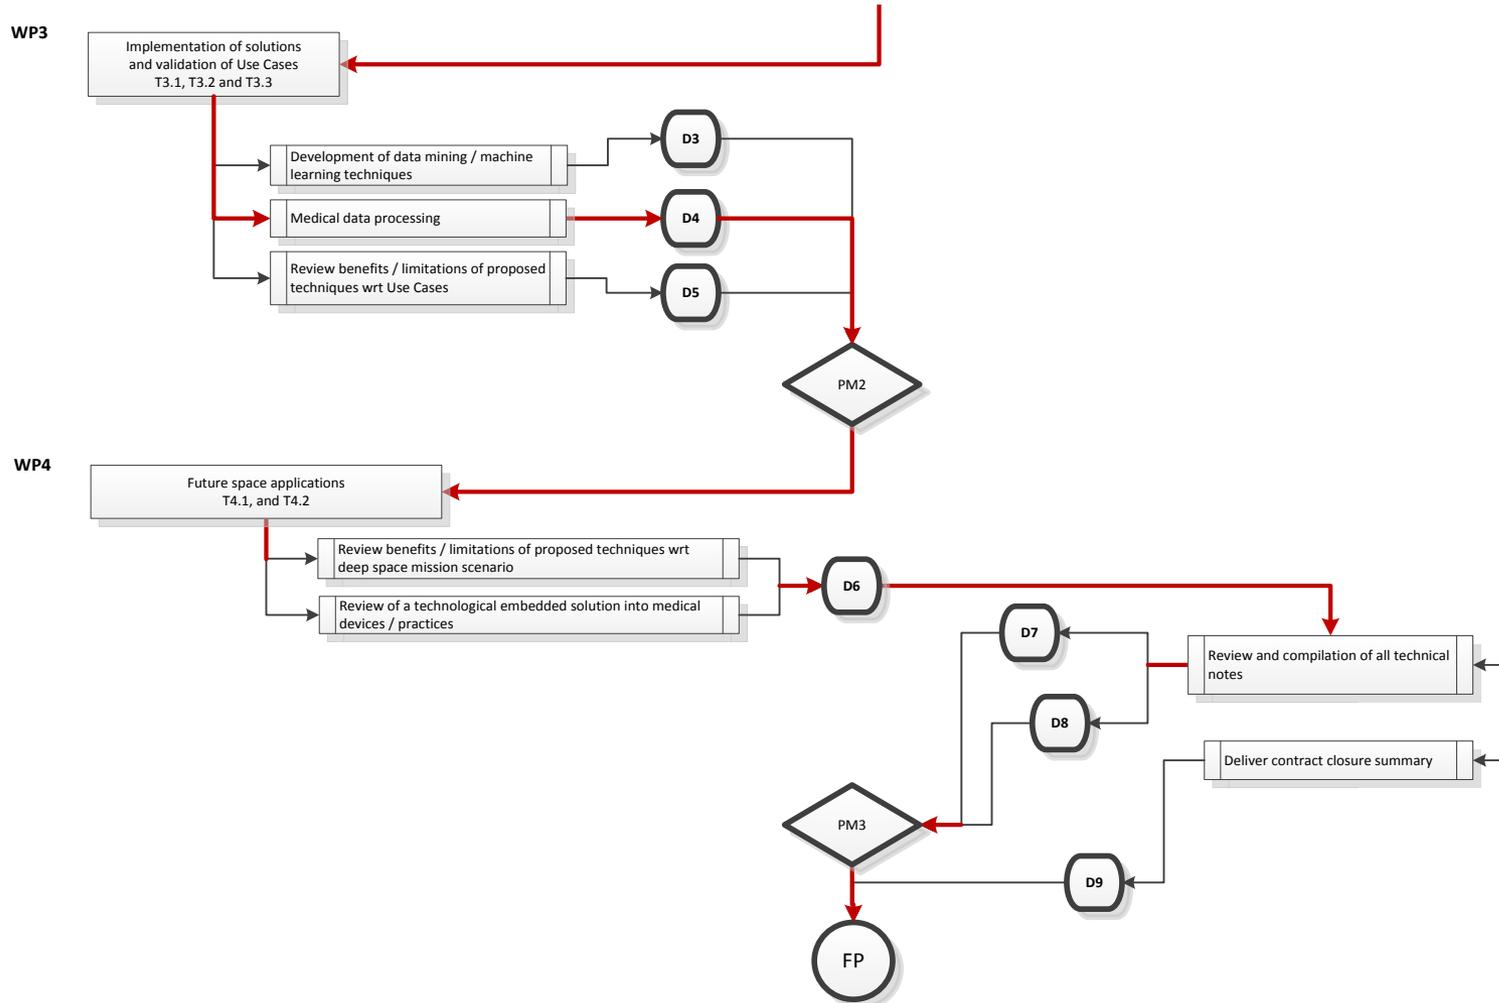 WP3
Implementation of solutions
and validation of Use Cases
T3.1, T3.2 and T3.3
Development of data mining / machine
learning techniques
D3
Medical data processing
D4
Review benefits / limitations of proposed
techniques wrt Use Cases
D5
PM2
WP4
Future space applications
T4.1, and T4.2
Review benefits / limitations of proposed techniques wrt
deep space mission scenario
Review of a technological embedded solution into medical
devices / practices
D6
D7
Review and compilation of all technical
notes
D8
Deliver contract closure summary
PM3
D9
FP